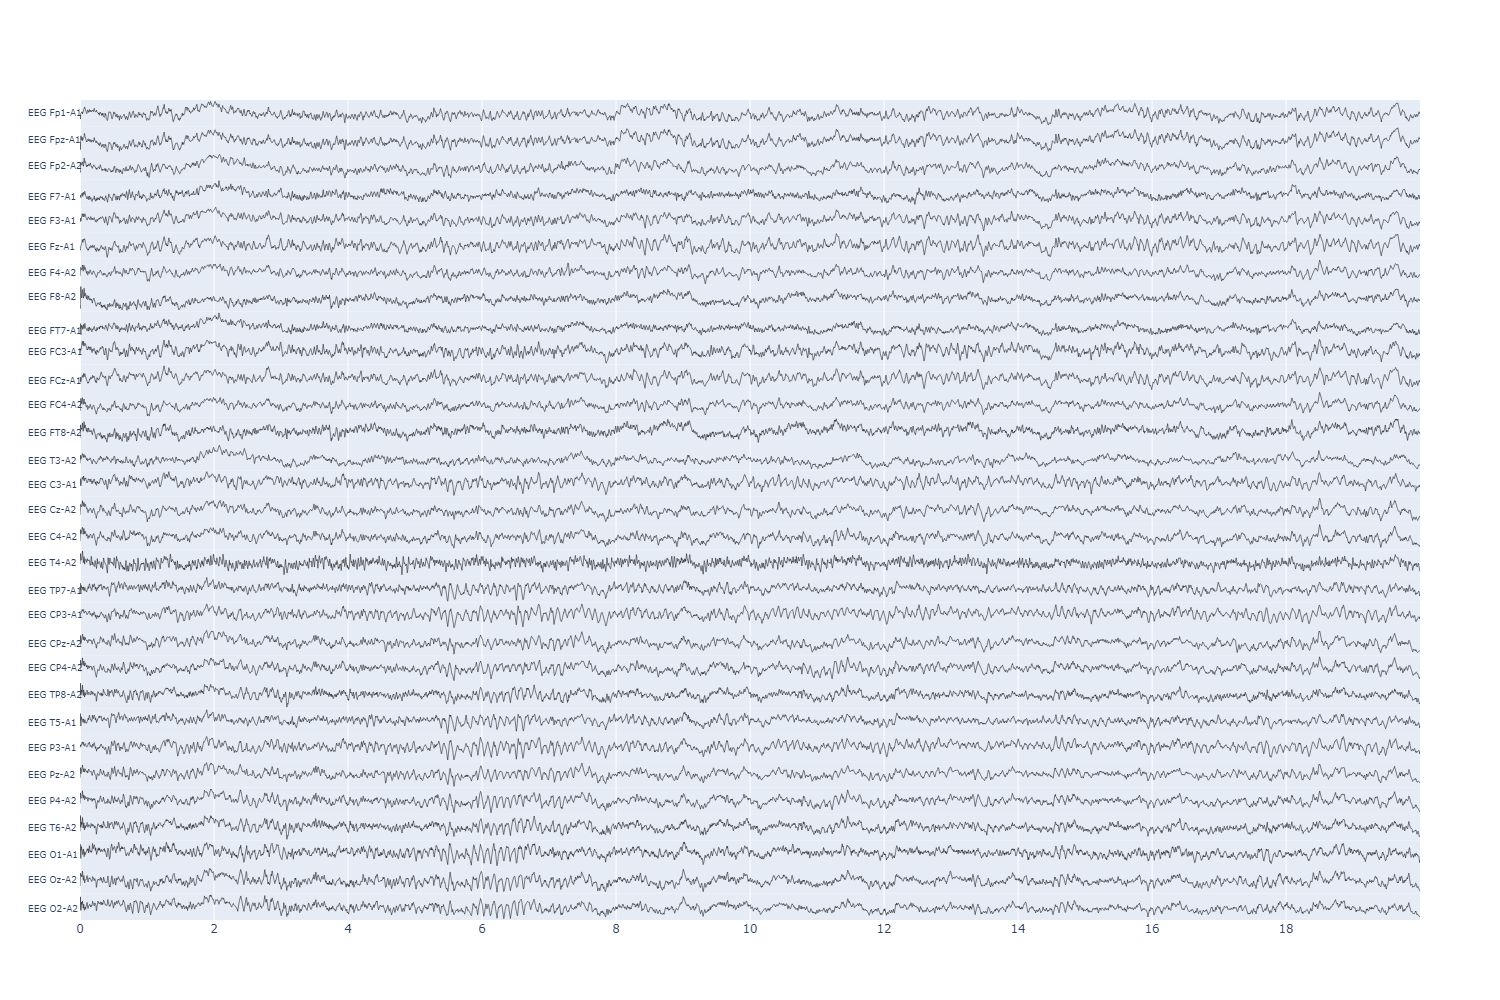 EEG Fp1-A1
EEG Fpz-A1
EEG Fp2-A2
EEG F7-A1
EEG F3-A1
EEG Fz-A1
EEG F4-A2
EEG F8-A2
EEG FT7-A1
EEG FC3-A1
EEG FCz-A1
EEG FC4-A2
EEG FT8-A2
EEG T3-A2
EEG C3-A1
EEG Cz-A2
EEG C4-A2
EEG T4-A2
EEG TP7-A1
EEG CP3-A1
EEG CPz-A2
EEG CP4-A2
EEG TP8-A2
EEG T5-A1
EEG P3-A1
EEG Pz-A2
EEG P4-A2
EEG T6-A2
EEG O1-A1
EEG Oz-A2
EEG O2-A2
0 2 4 6 8 10 12 14 16 18